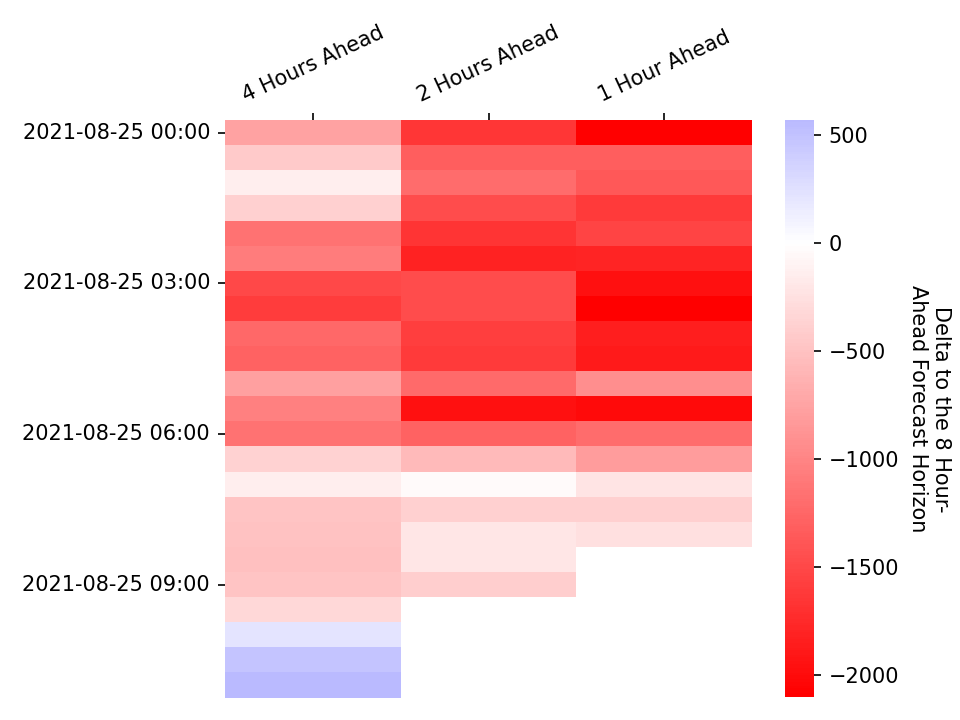 4 Hours Ahead
2 Hours Ahead
1 Hour Ahead
2021-08-25 00:00
2021-08-25 03:00
2021-08-25 06:00
2021-08-25 09:00
500
0
−500
−1000
−1500
−2000
Delta to the 8 Hour-
Ahead Forecast Horizon